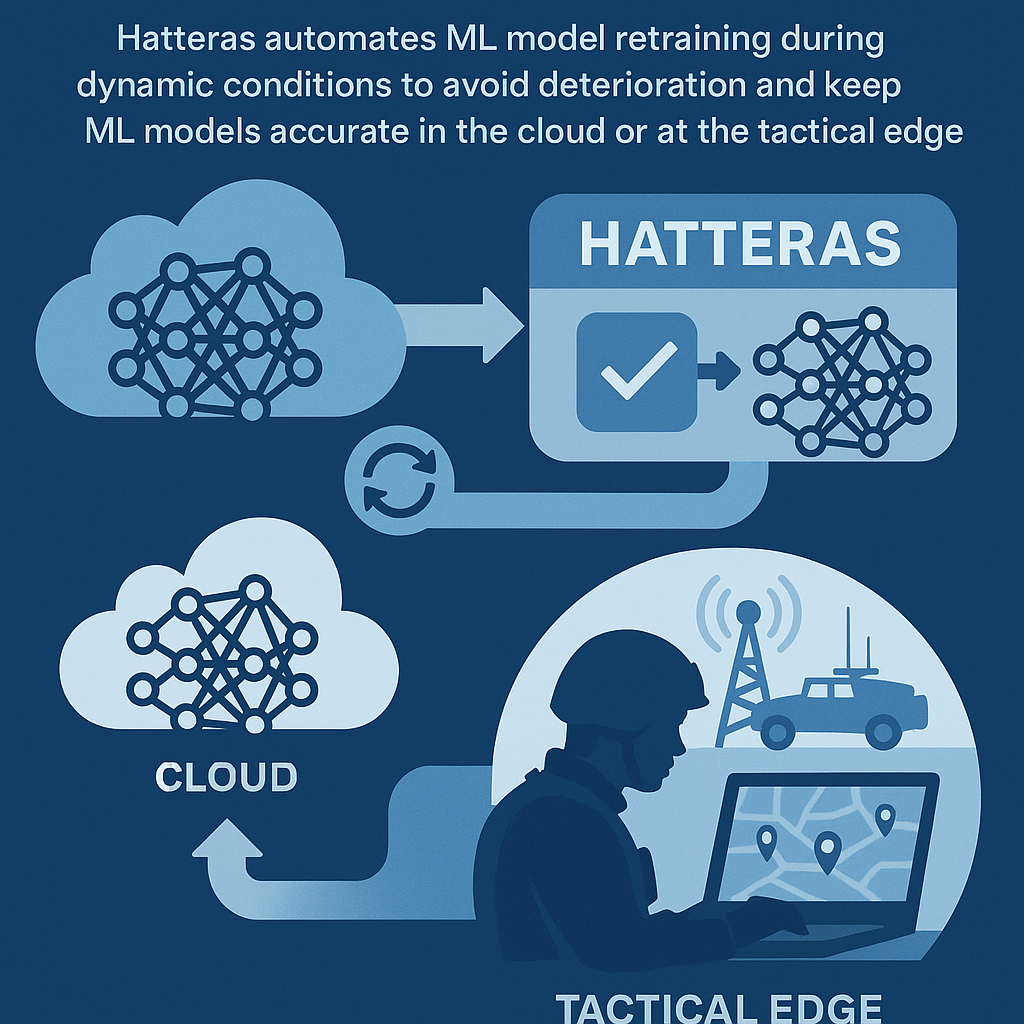 Hatteras automates ML model retraining during
dynamic conditions to avoid deterioration and keep
ML models accurate in the cloud or at the tactical edge
HATTERAS
CLOUD
TACTICAL EDGE